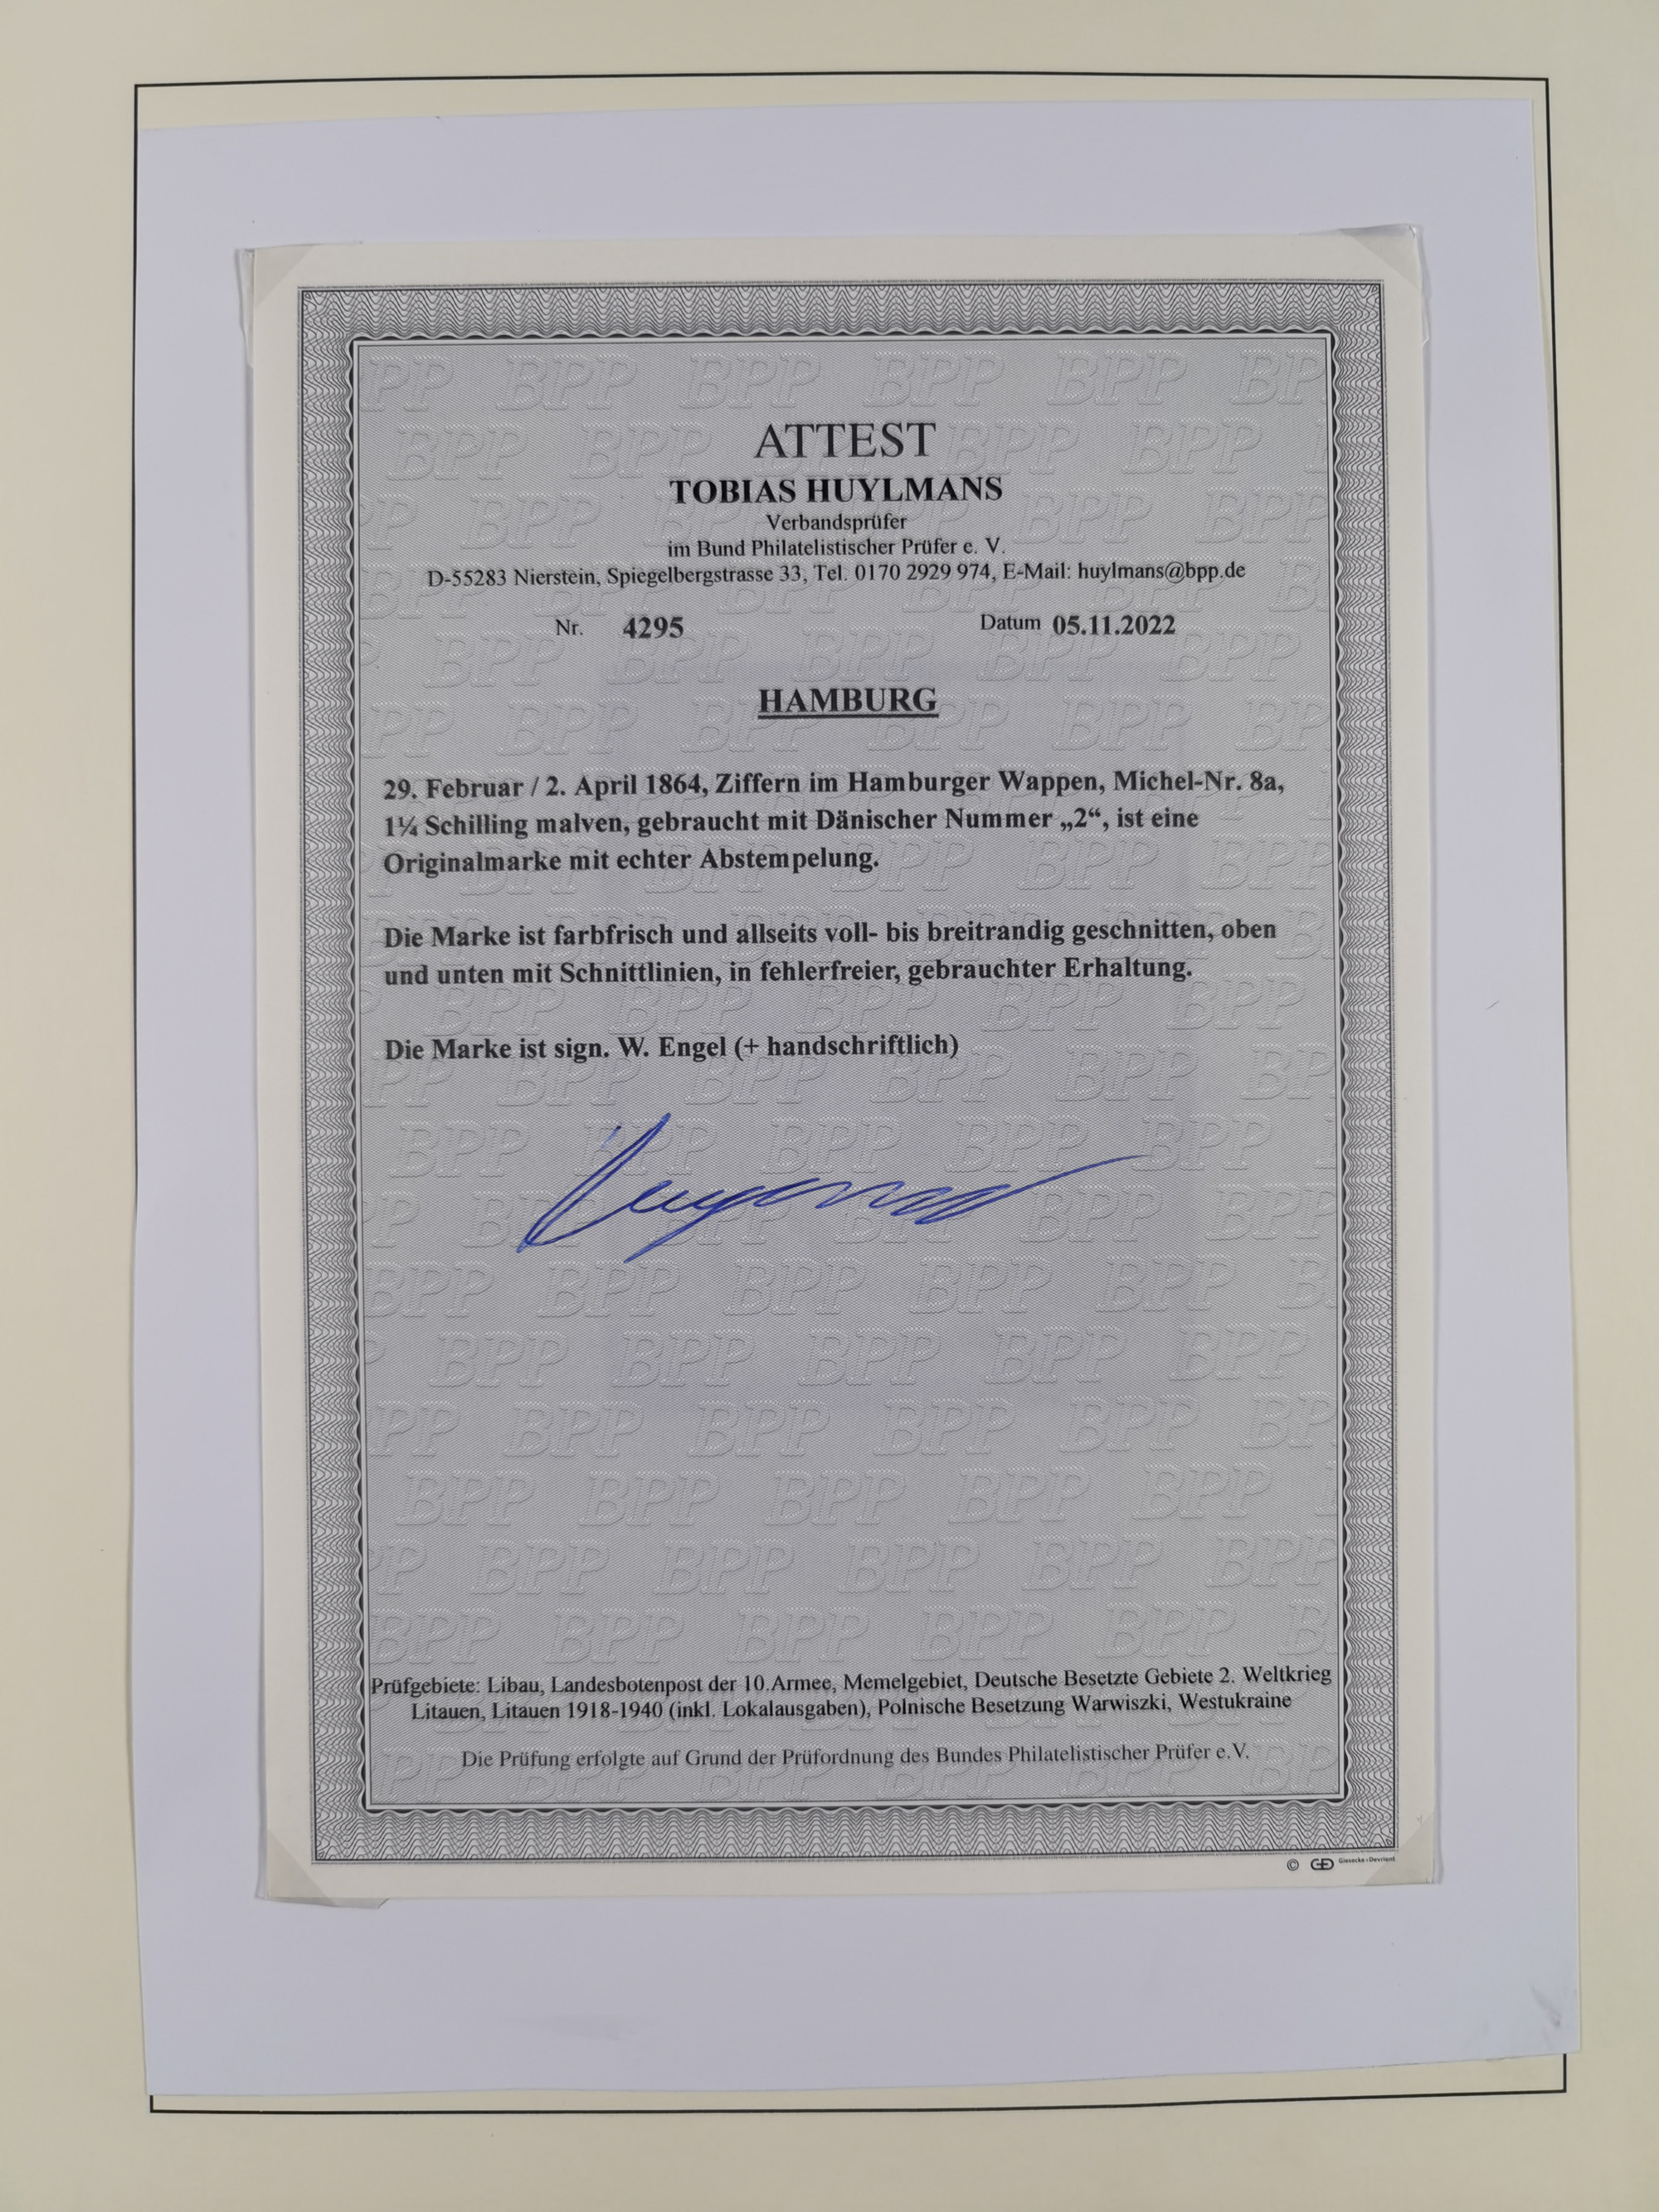 ATTEST
TOBIAS HUYLMANS
Verbandsprüfer
im Bund Philatelistischer Prüfer e. V.
D-55283 Nierstein, Spiegelbergstrasse 33, Tel. 0170 2929 974, E-Mail: huylmans@bpp.de
Nr. 4295 Datum 05.11.2022
HAMBURG
29. Februar / 2. April 1864, Ziffern im Hamburger Wappen, Michel-Nr. 8a,
1¼ Schilling malven, gebraucht mit Dänischer Nummer „2“, ist eine
Originalmarke mit echter Abstempelung.
Die Marke ist farbfrisch und allseits voll- bis breitrandig geschnitten, oben
und unten mit Schnittlinien, in fehlerfreier, gebrauchter Erhaltung.
Die Marke ist sign. W. Engel (+ handschriftlich)
Prüfgebiete: Libau, Landesbotenpost der 10.Armee, Memelgebiet, Deutsche Besetzte Gebiete 2. Weltkrieg
Litauen, Litauen 1918-1940 (inkl. Lokalausgaben), Polnische Besetzung Warwiszki, Westukraine
Die Prüfung erfolgte auf Grund der Prüfordnung des Bundes Philatelistischer Prüfer e.V.
© GD Giesecke+Devrient